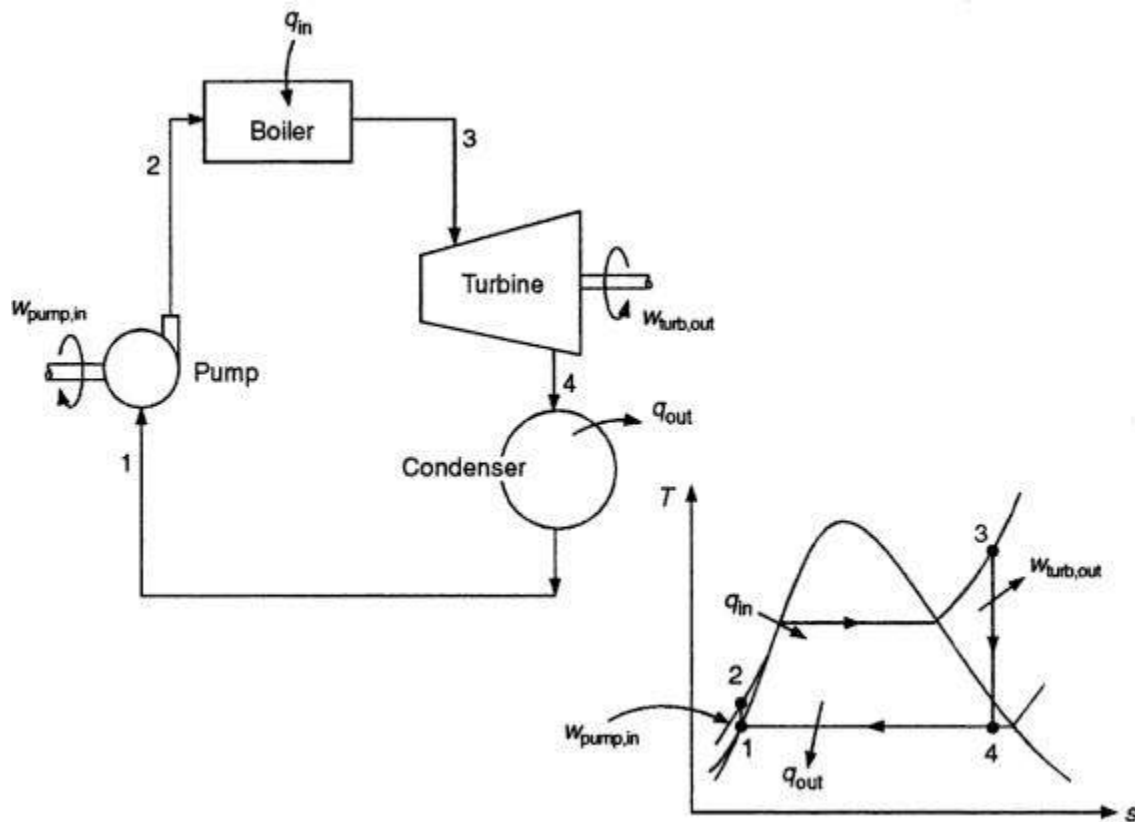 q_in
Boiler
2
3
Turbine
w_pump,in
w_turb,out
Pump
4
q_out
Condenser
1
T
3
w_turb,out
q_in
2
w_pump,in
1
q_out
4
s